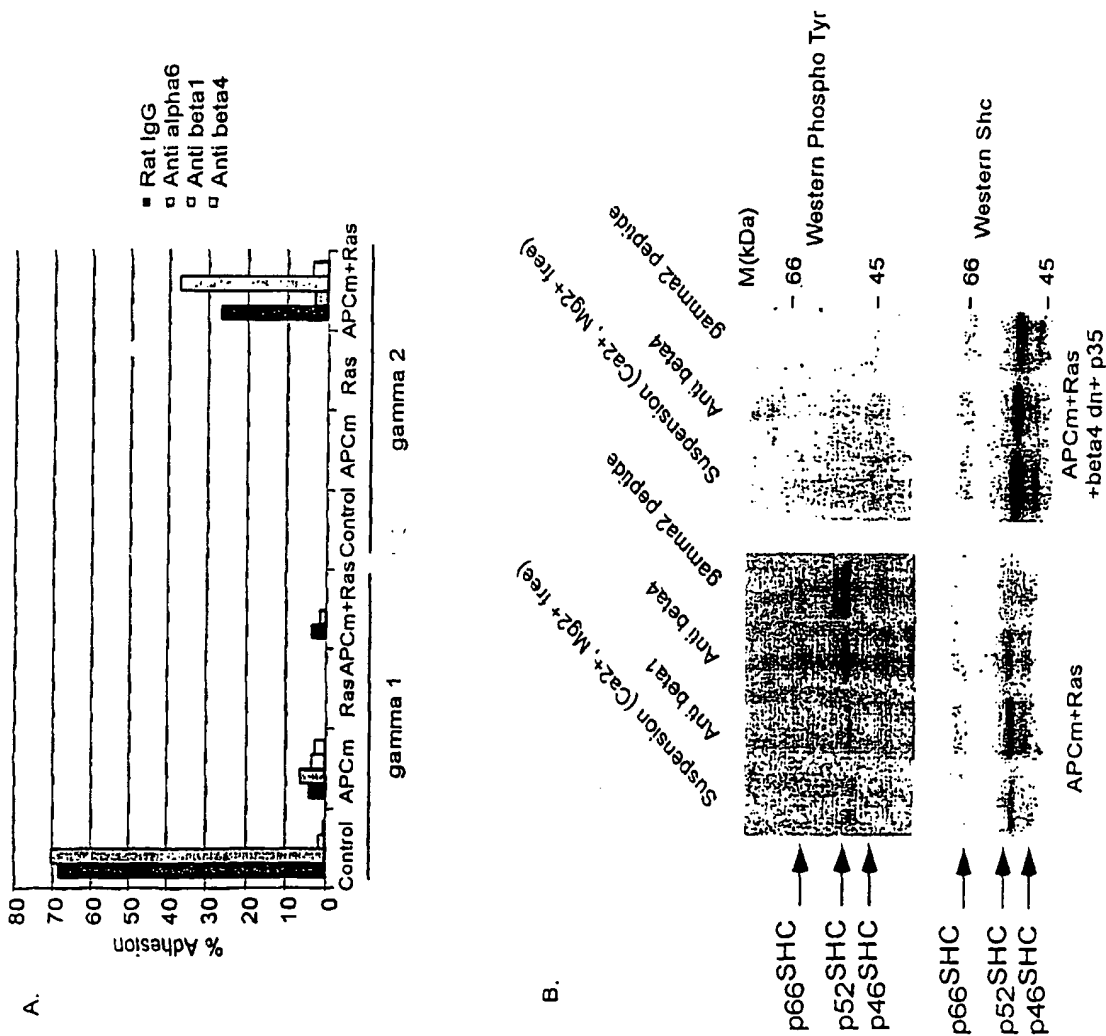 A.
% Adhesion
80
70
60
50
40
30
20
10
0
Control APCm Ras APCm+Ras Control APCm Ras APCm+Ras
gamma 1 gamma 2
Rat IgG
Anti alpha6
Anti beta1
Anti beta4
B.
Suspension (Ca2+, Mg2+ free)
Anti beta1
Anti beta4
gamma2 peptide
Suspension (Ca2+, Mg2+ free)
Anti beta4
gamma2 peptide
M(kDa)
p66SHC
p52SHC
p46SHC
– 66
– 45
Western Phospho Tyr
p66SHC
p52SHC
p46SHC
– 66
– 45
Western Shc
APCm+Ras
APCm+Ras
+beta4 dn+ p35